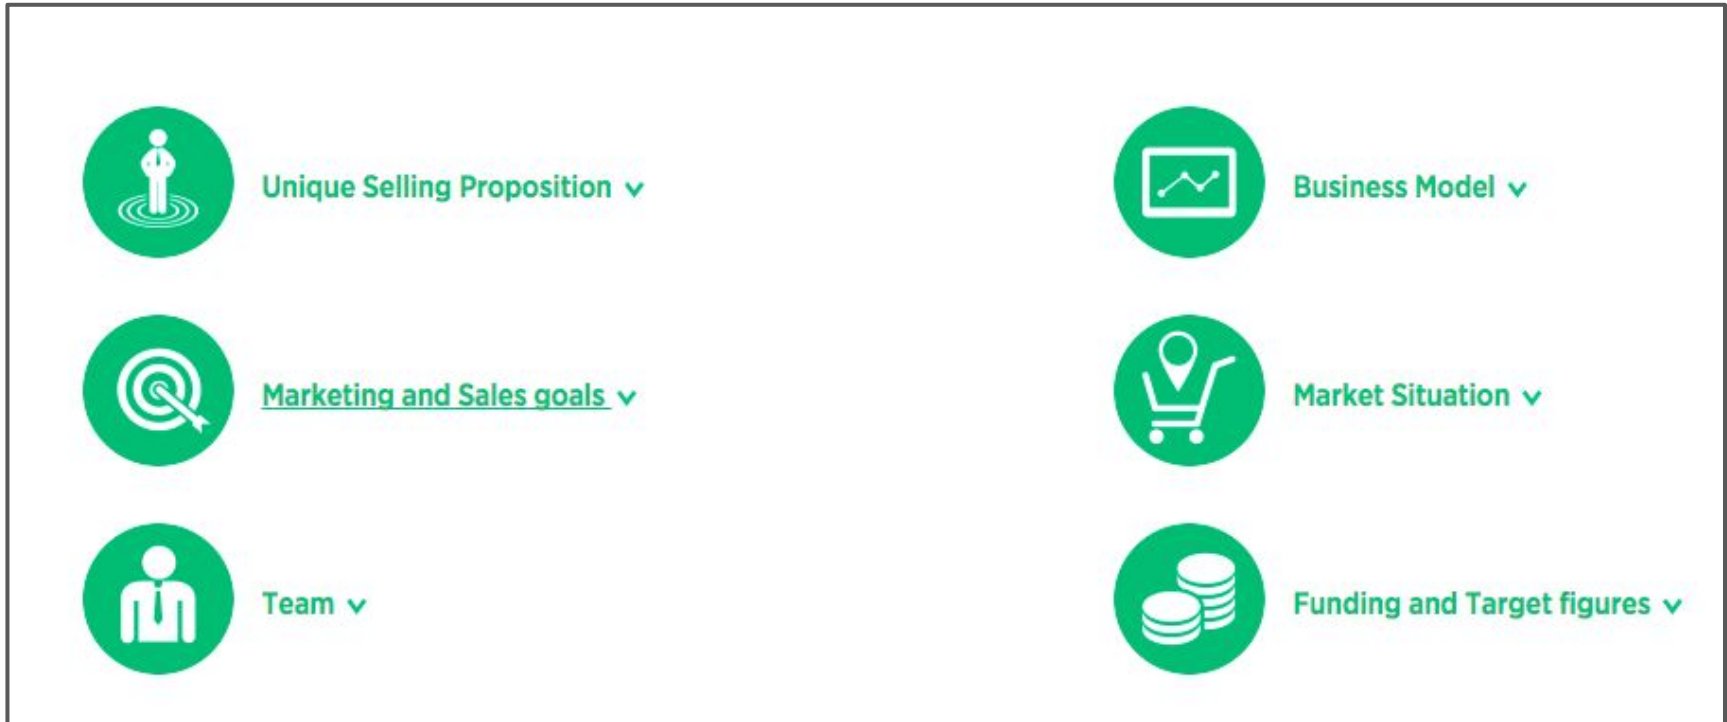 Unique Selling Proposition
Business Model
Marketing and Sales goals
Market Situation
Team
Funding and Target figures